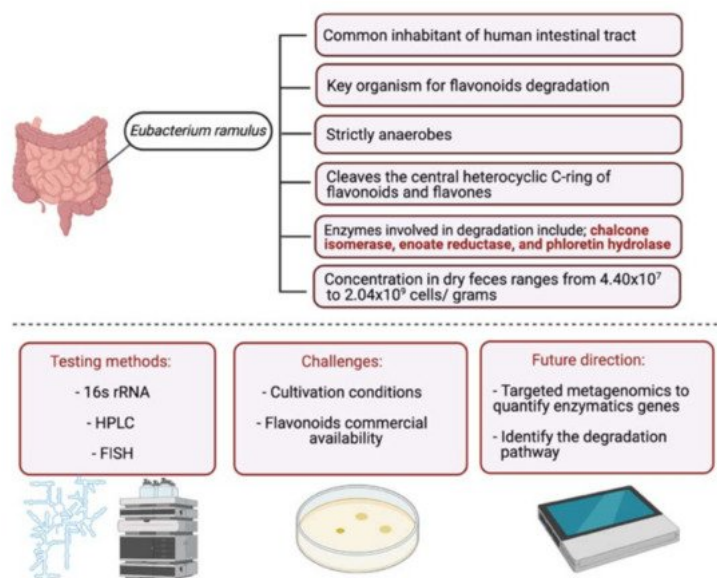 Common inhabitant of human intestinal tract
Key organism for flavonoids degradation
Eubacterium ramulus
Strictly anaerobes
Cleaves the central heterocyclic C-ring of
flavonoids and flavones
Enzymes involved in degradation include; chalcone
isomerase, enoate reductase, and phloretin hydrolase
Concentration in dry feces ranges from 4.40x10⁷
to 2.04x10⁹ cells/ grams
Testing methods:
- 16s rRNA
- HPLC
- FISH
Challenges:
- Cultivation conditions
- Flavonoids commercial
availability
Future direction:
- Targeted metagenomics to
quantify enzymatics genes
- Identify the degradation
pathway